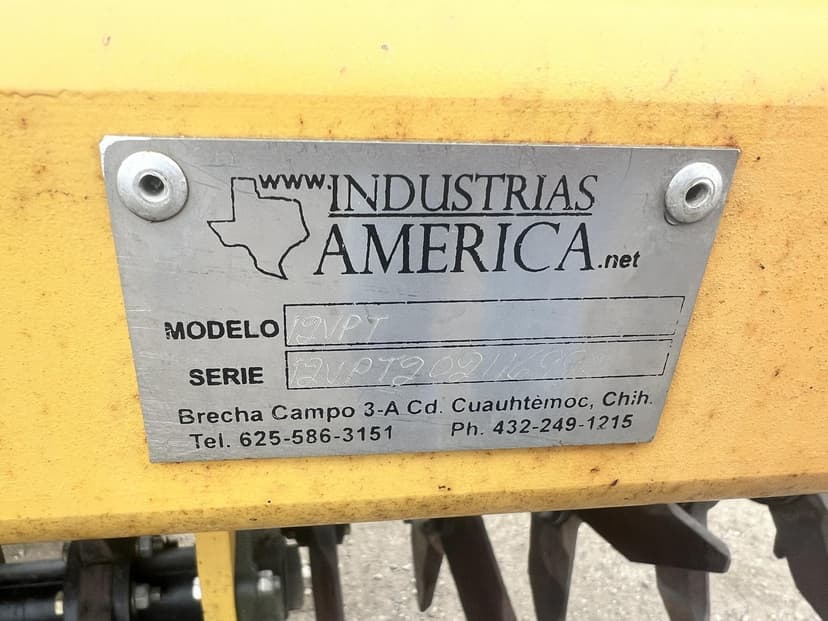 www.INDUSTRIAS
AMERICA.net
MODELO 12VPT
SERIE
Brecha Campo 3-A Cd. Cuauhtémoc, Chih.
Tel. 625-586-3151 Ph. 432-249-1215